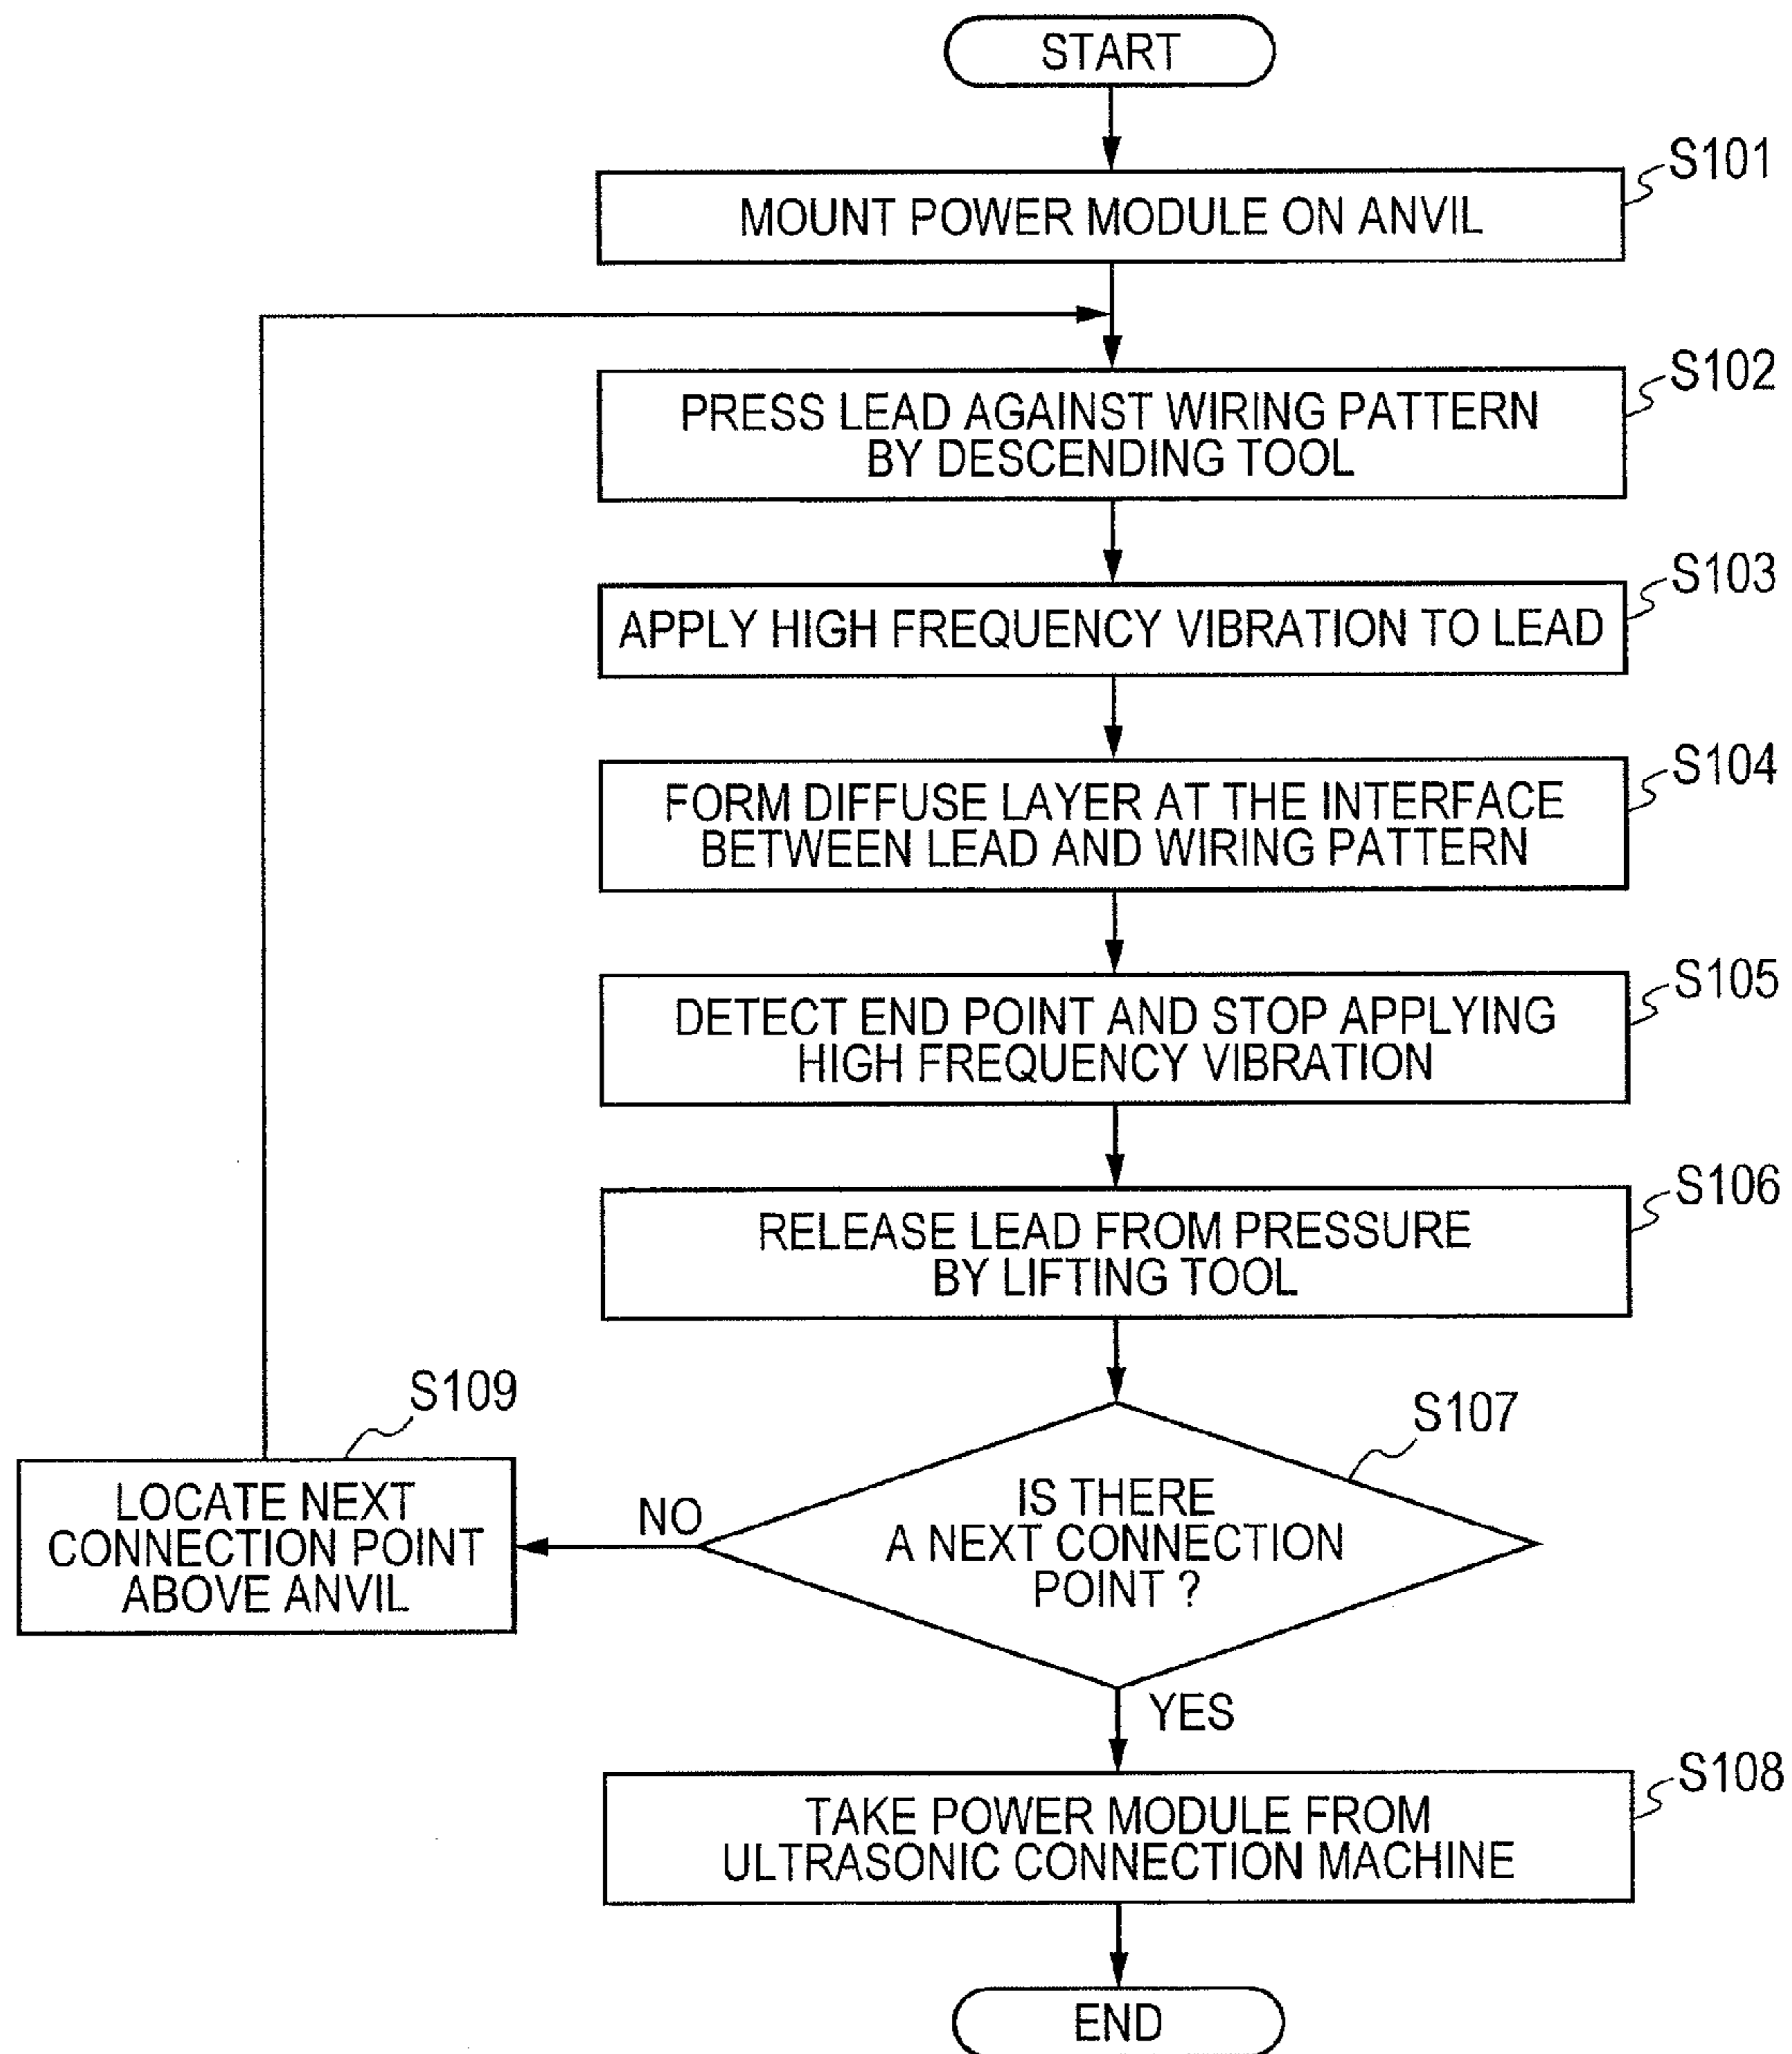 START
S101
MOUNT POWER MODULE ON ANVIL
S102
PRESS LEAD AGAINST WIRING PATTERN
BY DESCENDING TOOL
S103
APPLY HIGH FREQUENCY VIBRATION TO LEAD
S104
FORM DIFFUSE LAYER AT THE INTERFACE
BETWEEN LEAD AND WIRING PATTERN
S105
DETECT END POINT AND STOP APPLYING
HIGH FREQUENCY VIBRATION
S106
RELEASE LEAD FROM PRESSURE
BY LIFTING TOOL
S107
IS THERE
A NEXT CONNECTION
POINT ?
NO
S109
LOCATE NEXT
CONNECTION POINT
ABOVE ANVIL
YES
S108
TAKE POWER MODULE FROM
ULTRASONIC CONNECTION MACHINE
END